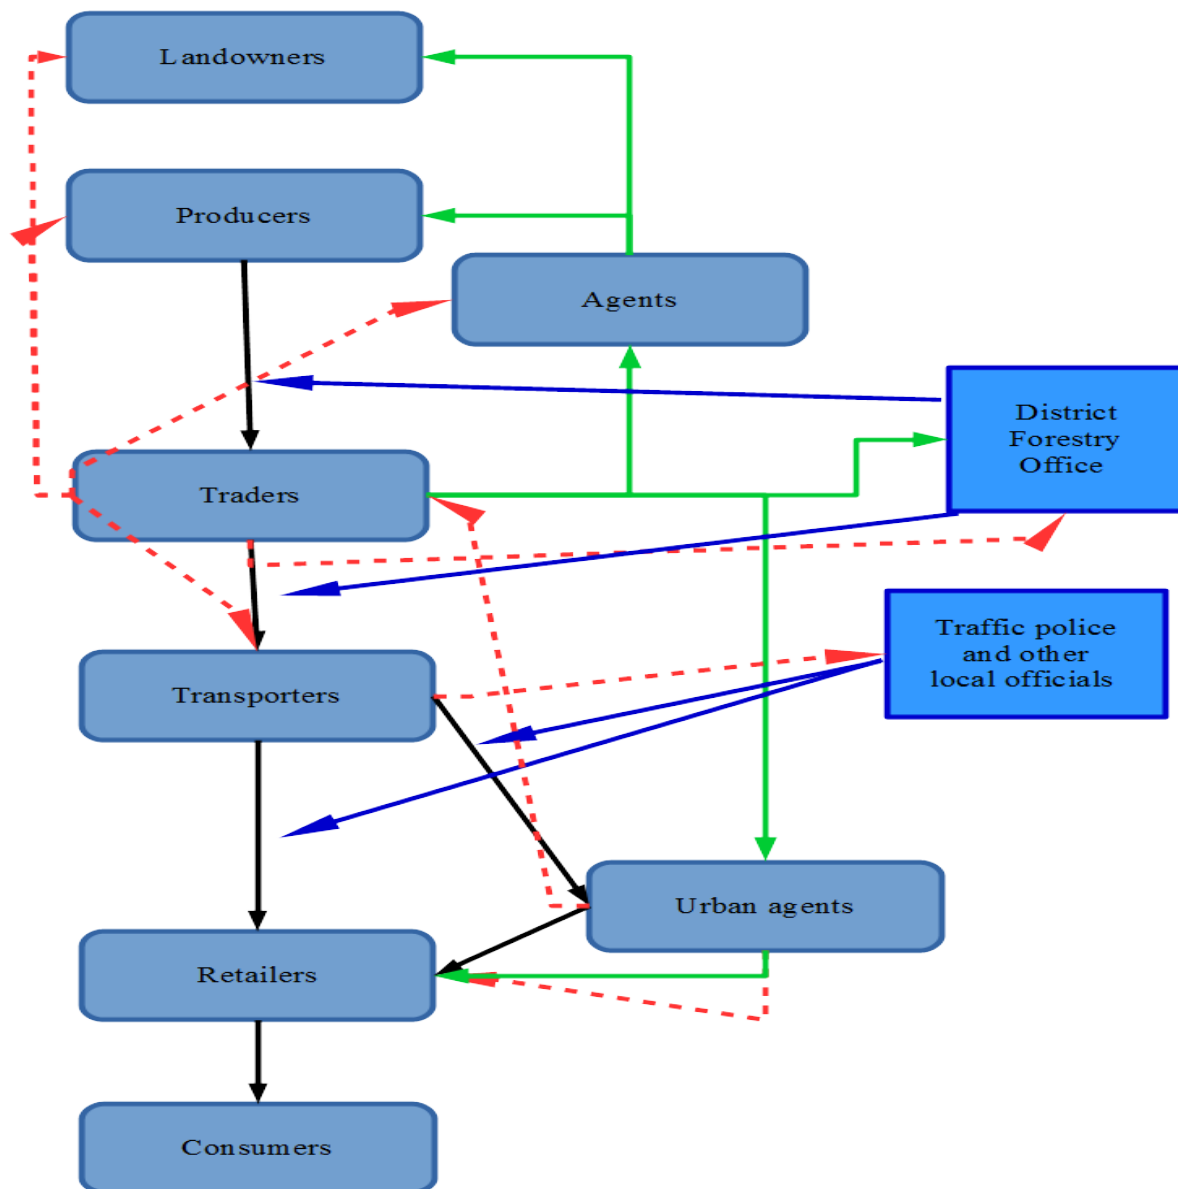 Landowners
Producers
Agents
District
Forestry
Office
Traders
Traffic police
and other
local officials
Transporters
Urban agents
Retailers
Consumers